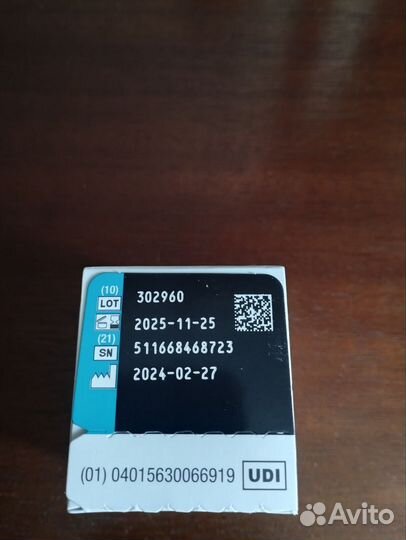 (10)
LOT 302960
2025-11-25
(21)
SN 511668468723
2024-02-27
(01) 04015630066919 UDI
Avito